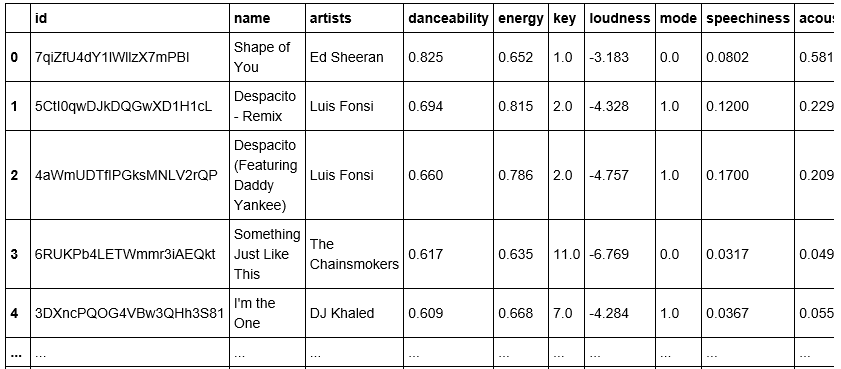 id name artists danceability energy key loudness mode speechiness acous
0 7qiZfU4dY1lWllzX7mPBI Shape of You Ed Sheeran 0.825 0.652 1.0 -3.183 0.0 0.0802 0.581
1 5CtI0qwDJkDQGwXD1H1cL Despacito - Remix Luis Fonsi 0.694 0.815 2.0 -4.328 1.0 0.1200 0.229
2 4aWmUDTfIPGksMNLV2rQP Despacito (Featuring Daddy Yankee) Luis Fonsi 0.660 0.786 2.0 -4.757 1.0 0.1700 0.209
3 6RUKPb4LETWmmr3iAEQkt Something Just Like This The Chainsmokers 0.617 0.635 11.0 -6.769 0.0 0.0317 0.049
4 3DXncPQOG4VBw3QHh3S81 I'm the One DJ Khaled 0.609 0.668 7.0 -4.284 1.0 0.0367 0.055
... ... ... ... ... ... ... ... ... ... ...